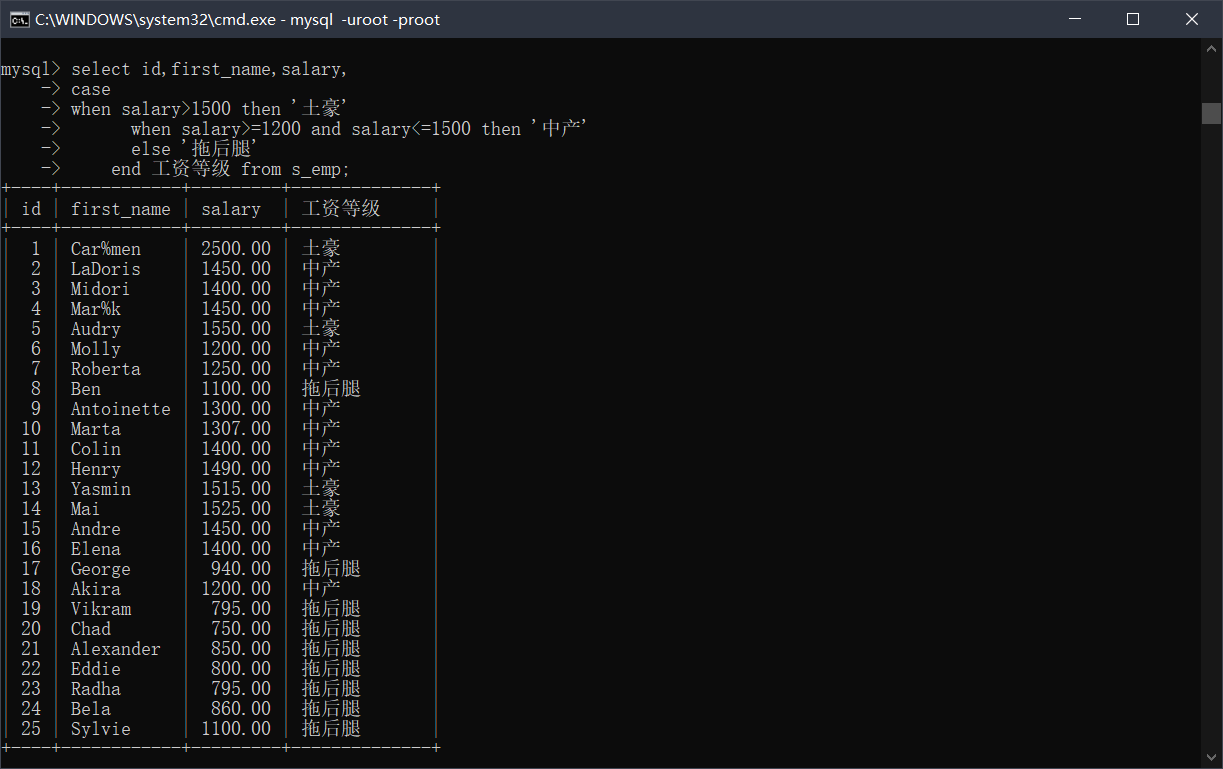 C:\WINDOWS\system32\cmd.exe - mysql  -uroot -proot
mysql> select id,first_name,salary,
    -> case
    -> when salary>1500 then '土豪'
    ->       when salary>=1200 and salary<=1500 then '中产'
    ->       else '拖后腿'
    ->     end 工资等级 from s_emp;
+----+------------+---------+--------------+
| id | first_name | salary  | 工资等级     |
+----+------------+---------+--------------+
|  1 | Car%men    | 2500.00 | 土豪         |
|  2 | LaDoris    | 1450.00 | 中产         |
|  3 | Midori     | 1400.00 | 中产         |
|  4 | Mar%k      | 1450.00 | 中产         |
|  5 | Audry      | 1550.00 | 土豪         |
|  6 | Molly      | 1200.00 | 中产         |
|  7 | Roberta    | 1250.00 | 中产         |
|  8 | Ben        | 1100.00 | 拖后腿       |
|  9 | Antoinette | 1300.00 | 中产         |
| 10 | Marta      | 1307.00 | 中产         |
| 11 | Colin      | 1400.00 | 中产         |
| 12 | Henry      | 1490.00 | 中产         |
| 13 | Yasmin     | 1515.00 | 土豪         |
| 14 | Mai        | 1525.00 | 土豪         |
| 15 | Andre      | 1450.00 | 中产         |
| 16 | Elena      | 1400.00 | 中产         |
| 17 | George     |  940.00 | 拖后腿       |
| 18 | Akira      | 1200.00 | 中产         |
| 19 | Vikram     |  795.00 | 拖后腿       |
| 20 | Chad       |  750.00 | 拖后腿       |
| 21 | Alexander  |  850.00 | 拖后腿       |
| 22 | Eddie      |  800.00 | 拖后腿       |
| 23 | Radha      |  795.00 | 拖后腿       |
| 24 | Bela       |  860.00 | 拖后腿       |
| 25 | Sylvie     | 1100.00 | 拖后腿       |
+----+------------+---------+--------------+